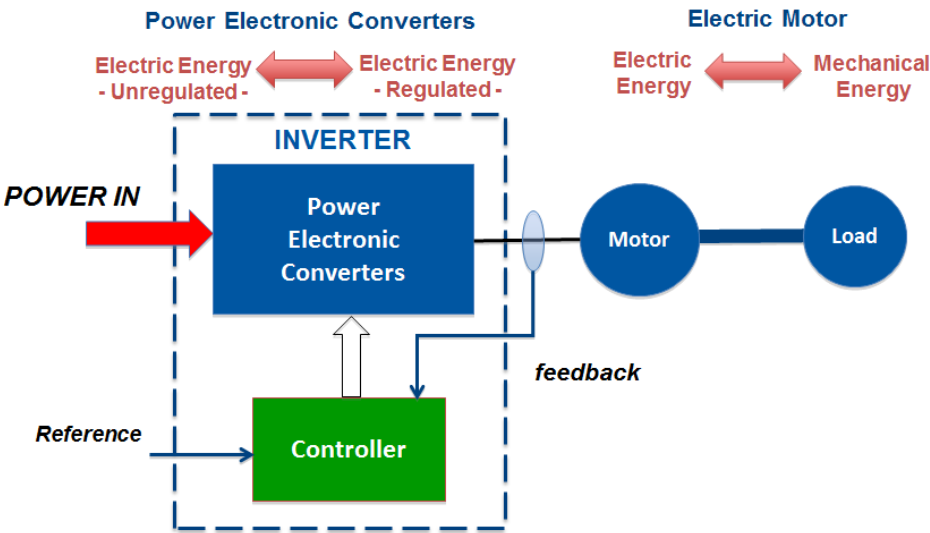 Power Electronic Converters
Electric Motor
Electric Energy
- Unregulated -
Electric Energy
- Regulated -
Electric
Energy
Mechanical
Energy
INVERTER
POWER IN
Power
Electronic
Converters
Motor
Load
feedback
Reference
Controller